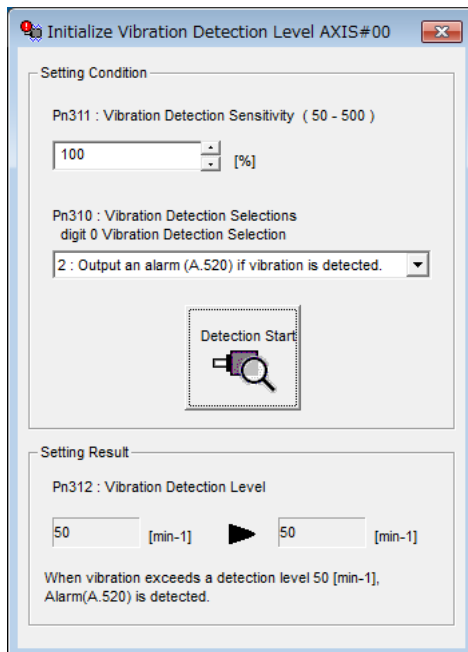 Initialize Vibration Detection Level AXIS#00
Setting Condition
Pn311 : Vibration Detection Sensitivity ( 50 - 500 )
100
[%]
Pn310 : Vibration Detection Selections
digit 0 Vibration Detection Selection
2 : Output an alarm (A.520) if vibration is detected.
Detection Start
Setting Result
Pn312 : Vibration Detection Level
50 [min-1] 50 [min-1]
When vibration exceeds a detection level 50 [min-1],
Alarm(A.520) is detected.